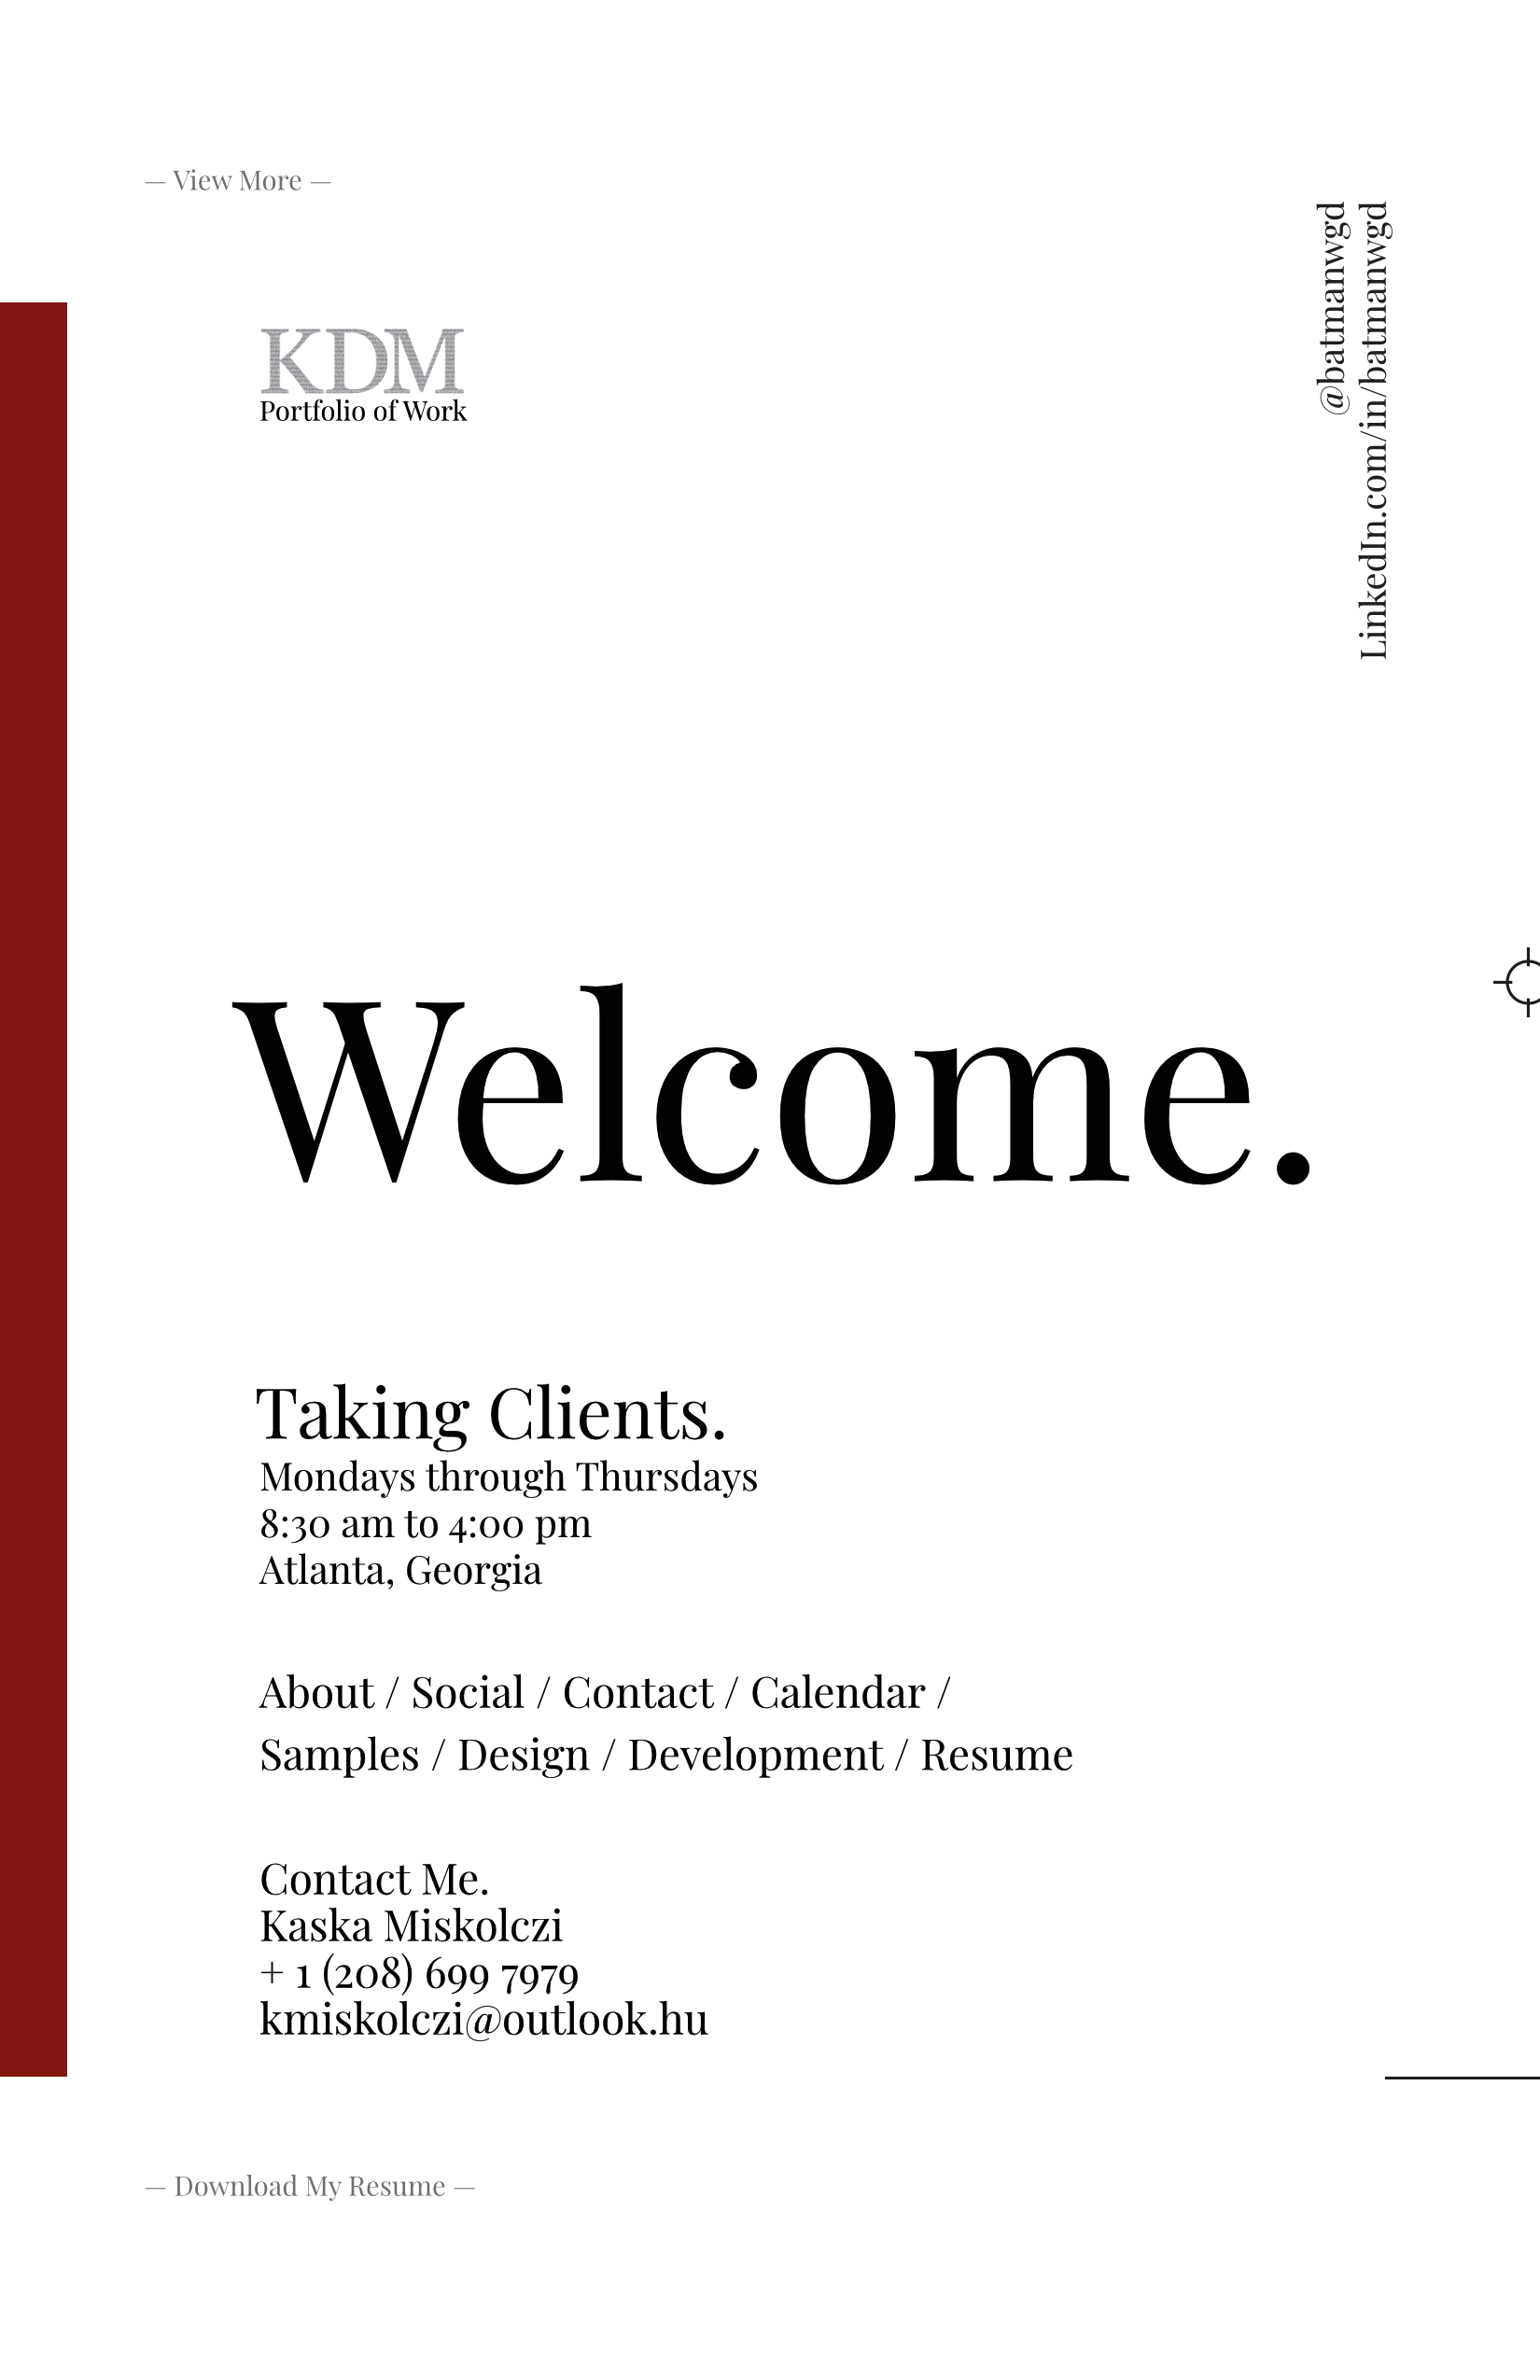 — View More —
@batmanwgd
LinkedIn.com/in/batmanwgd
KDM
Portfolio of Work
Welcome.
Taking Clients.
Mondays through Thursdays
8:30 am to 4:00 pm
Atlanta, Georgia
About / Social / Contact / Calendar /
Samples / Design / Development / Resume
Contact Me.
Kaska Miskolczi
+ 1 (208) 699 7979
kmiskolczi@outlook.hu
— Download My Resume —